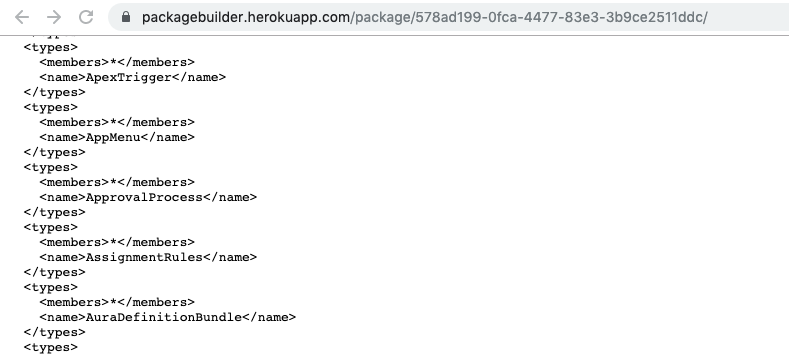 packagebuilder.herokuapp.com/package/578ad199-0fca-4477-83e3-3b9ce2511ddc/
<types>
<members>*</members>
<name>ApexTrigger</name>
</types>
<types>
<members>*</members>
<name>AppMenu</name>
</types>
<types>
<members>*</members>
<name>ApprovalProcess</name>
</types>
<types>
<members>*</members>
<name>AssignmentRules</name>
</types>
<types>
<members>*</members>
<name>AuraDefinitionBundle</name>
</types>
<types>